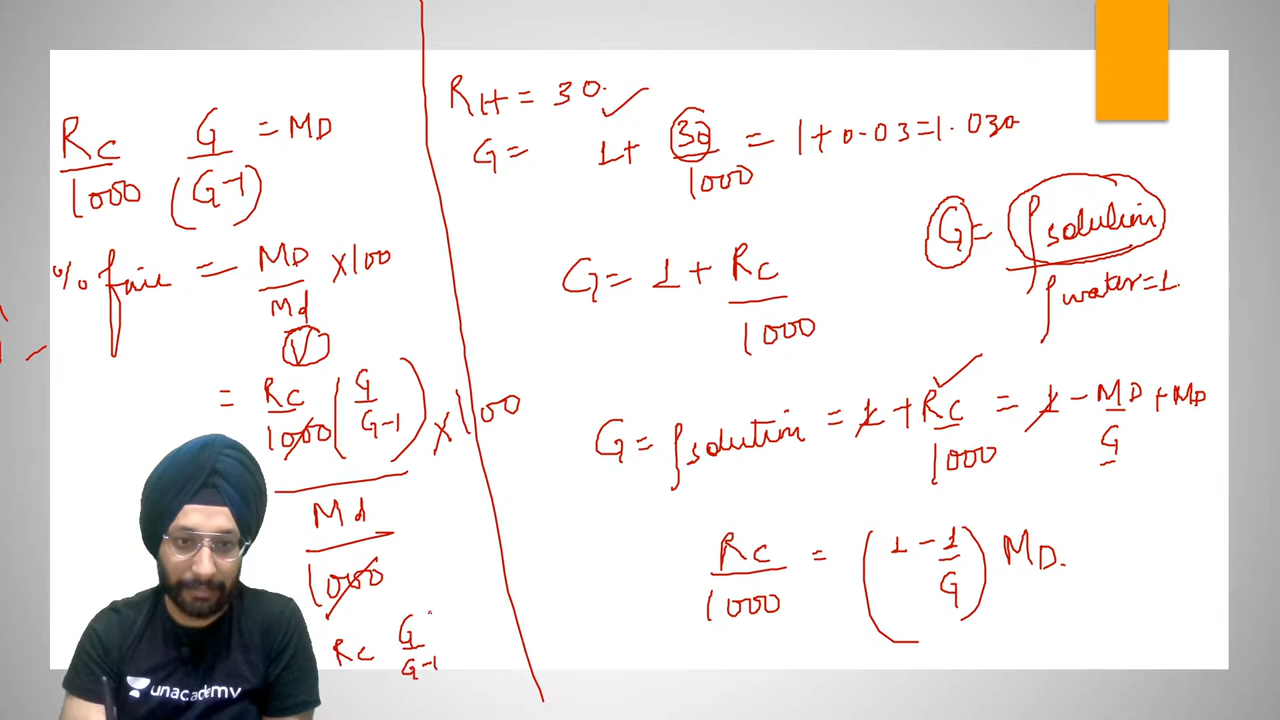 Rc/1000 G/(G-1) = MD
% finer = MD/Md × 100
V
= Rc/1000 (G/G-1) × 100
Md/1000
Rc G/G-1
RH = 30.
G = 1 + 30/1000 = 1 + 0.03 = 1.030
G = ρsolution/ρwater=1.
G = 1 + Rc/1000
G = ρsolution = 1 + Rc/1000 = 1 - MD/G + MD
Rc/1000 = (1 - 1/G) MD.
unacademy